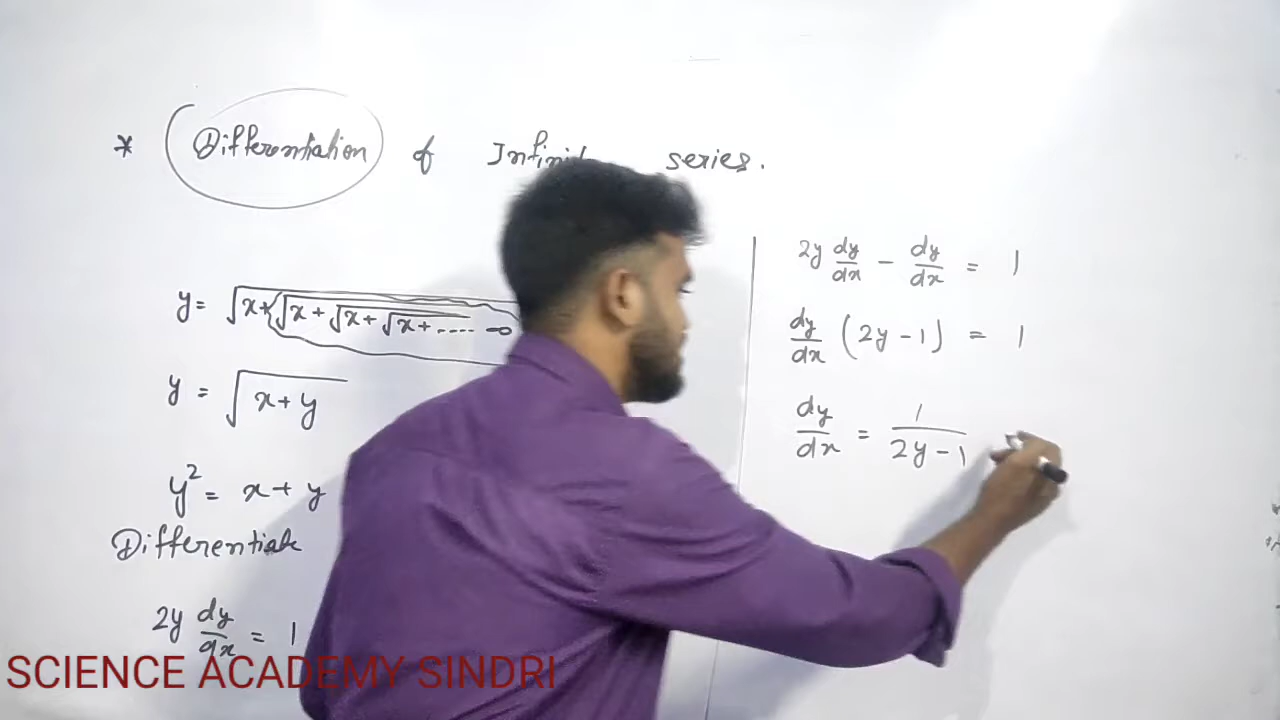 * Differentiation of Infini series.
y = √x+√x+√x+√x+.... ∞
y = √x+y
y² = x+y
Differentiate
2y dy/dx = 1
2y dy/dx - dy/dx = 1
dy/dx (2y-1) = 1
dy/dx = 1/2y-1
SCIENCE ACADEMY SINDRI